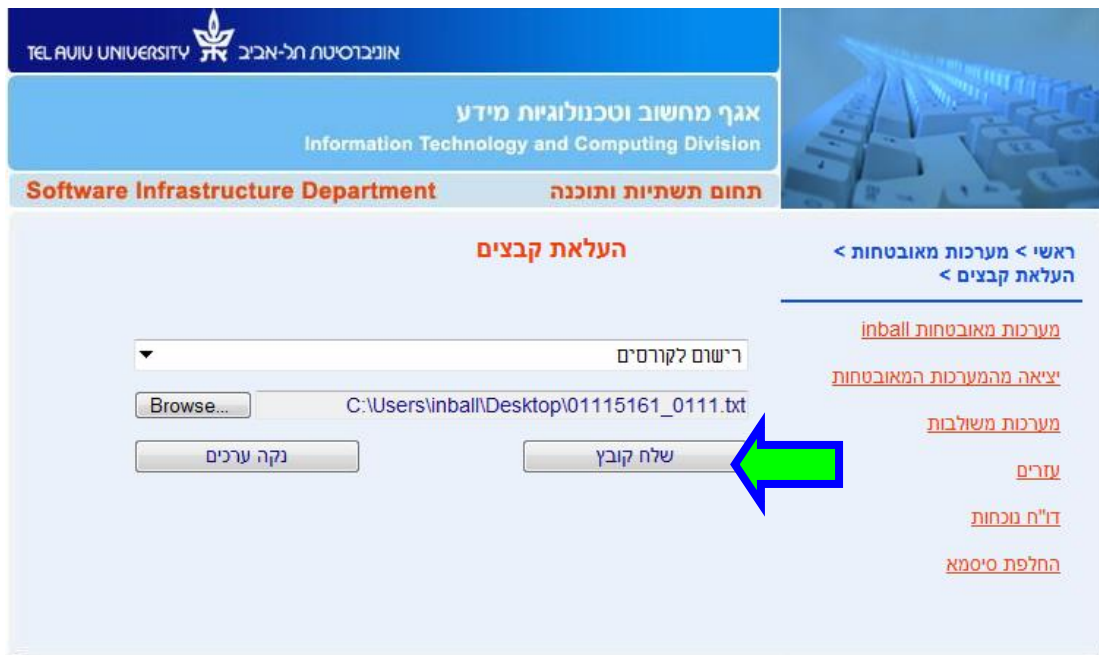 TEL AVIV UNIVERSITY אוניברסיטת תל-אביב
אגף מחשוב וטכנולוגיות מידע
Information Technology and Computing Division
Software Infrastructure Department תחום תשתיות ותוכנה
ראשי > מערכות מאובטחות >
העלאת קבצים >
העלאת קבצים
רישום לקורסים
C:\Users\inball\Desktop\01115161_0111.txt Browse...
שלח קובץ נקה ערכים
מערכות מאובטחות inball
יציאה מהמערכות המאובטחות
מערכות משולבות
עזרים
דו"ח נוכחות
החלפת סיסמא